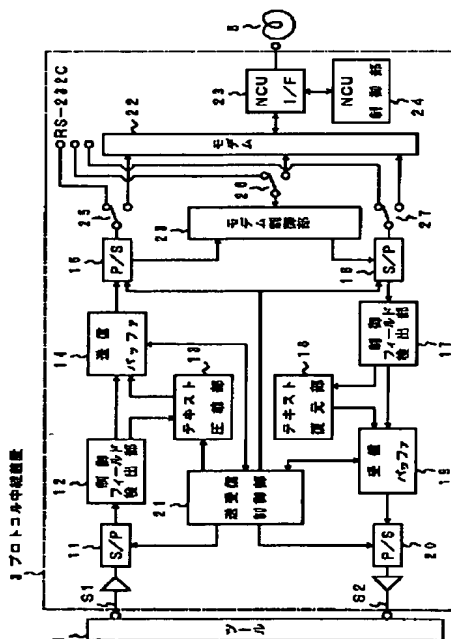 3 プロトコル中継装置
RS-232C
S1
11
S/P
12
制御
フィールド
検出部
14
送信
バッファ
15
P/S
25
22
モデム
5
23
NCU
I/F
NCU
制御部
24
13
テキスト
圧縮部
28
モデム制御部
26
21
送受信
制御部
18
テキスト
復元部
ツール
S2
20
P/S
受信
バッファ
19
制御
フィールド
検出部
17
S/P
16
27